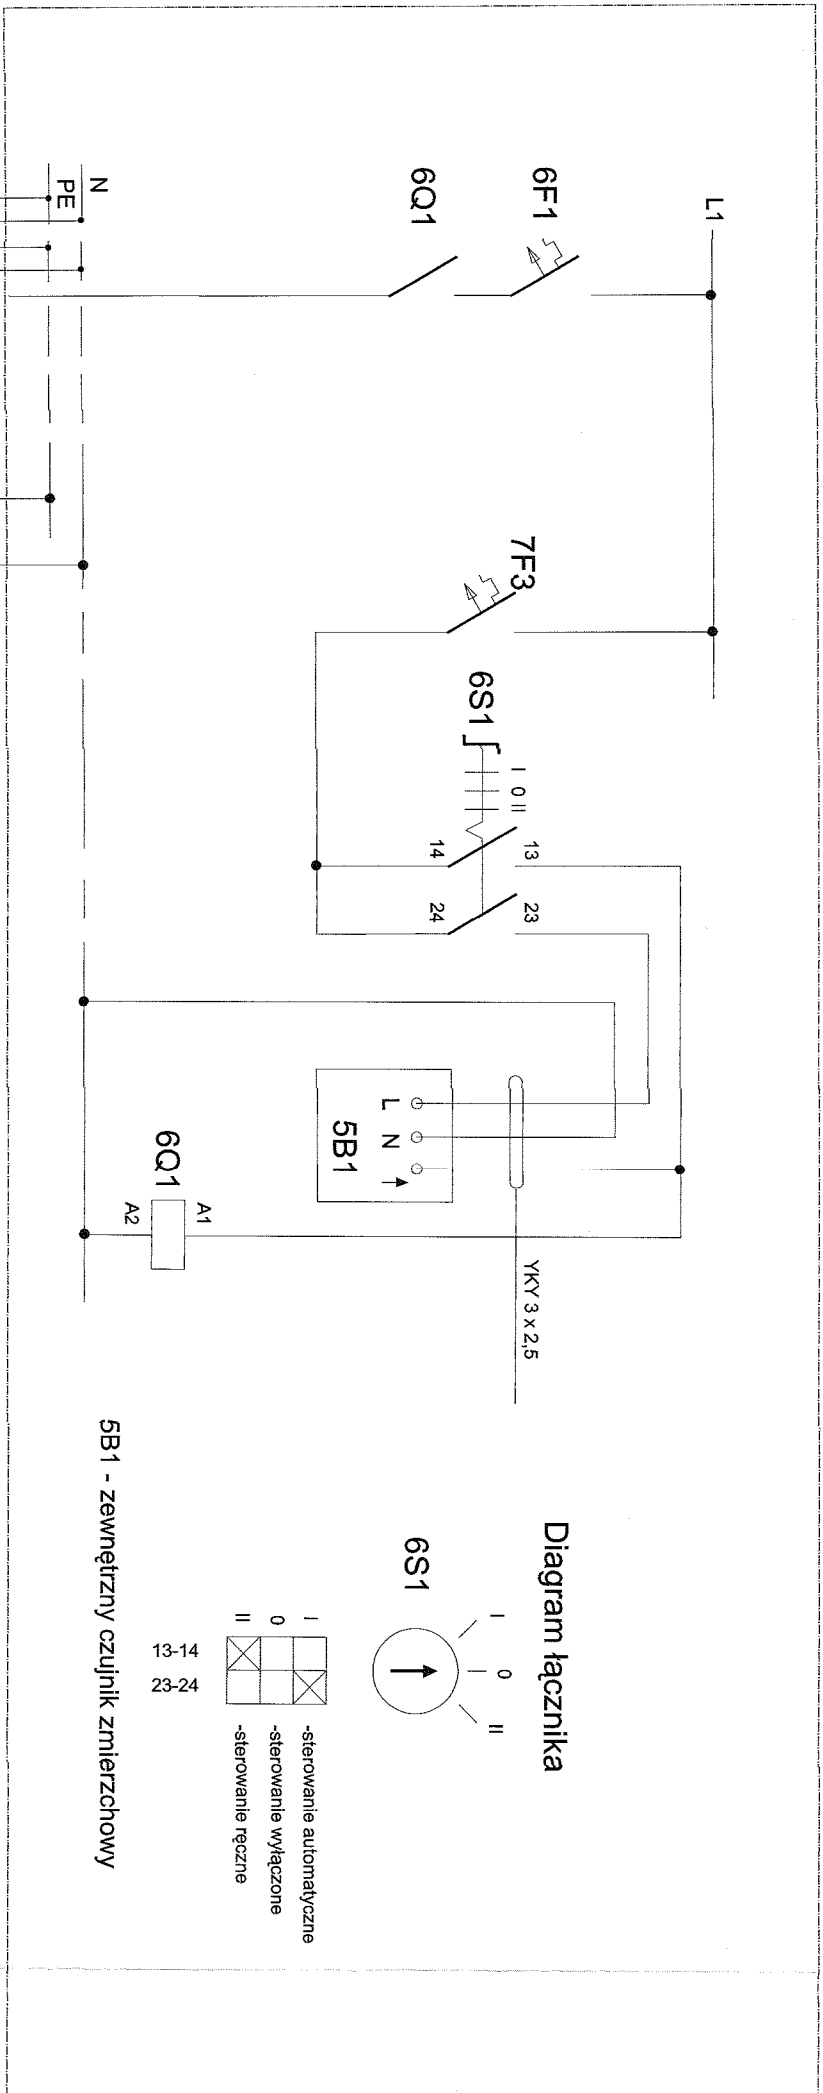 L1
6F1
6Q1
N
PE
7F3
6S1
I 0 II
13
14
23
24
L N
5B1
YKY 3 x 2,5
6Q1
A1
A2
Diagram łącznika
I 0 II
6S1
I -sterowanie automatyczne
0 -sterowanie wyłączone
II -sterowanie ręczne
13-14
23-24
5B1 - zewnętrzny czujnik zmierzchowy